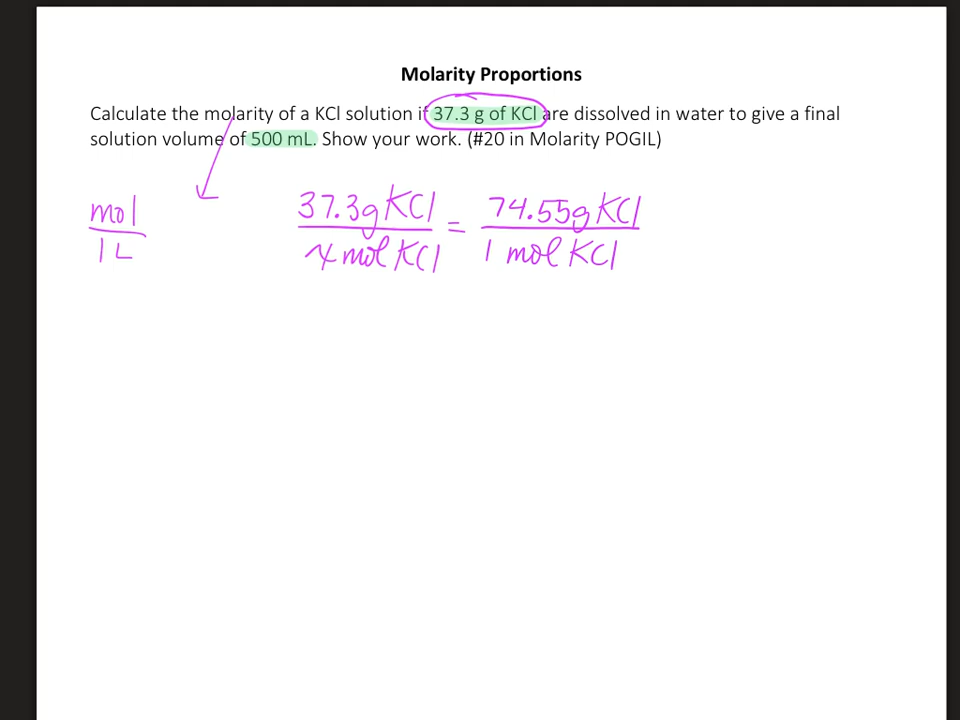 Molarity Proportions
Calculate the molarity of a KCl solution if 37.3 g of KCl are dissolved in water to give a final
solution volume of 500 mL. Show your work. (#20 in Molarity POGIL)
mol
1L
37.3g KCl = 74.55g KCl
x mol KCl 1 mol KCl